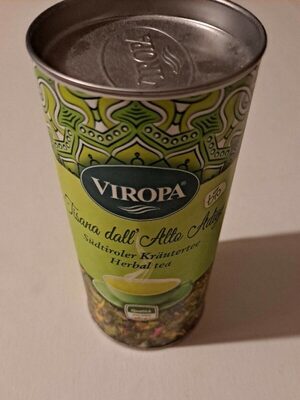 VIROPA
BIO
Tisana dall'Alto Adige
Südtiroler Kräutertee
Herbal tea